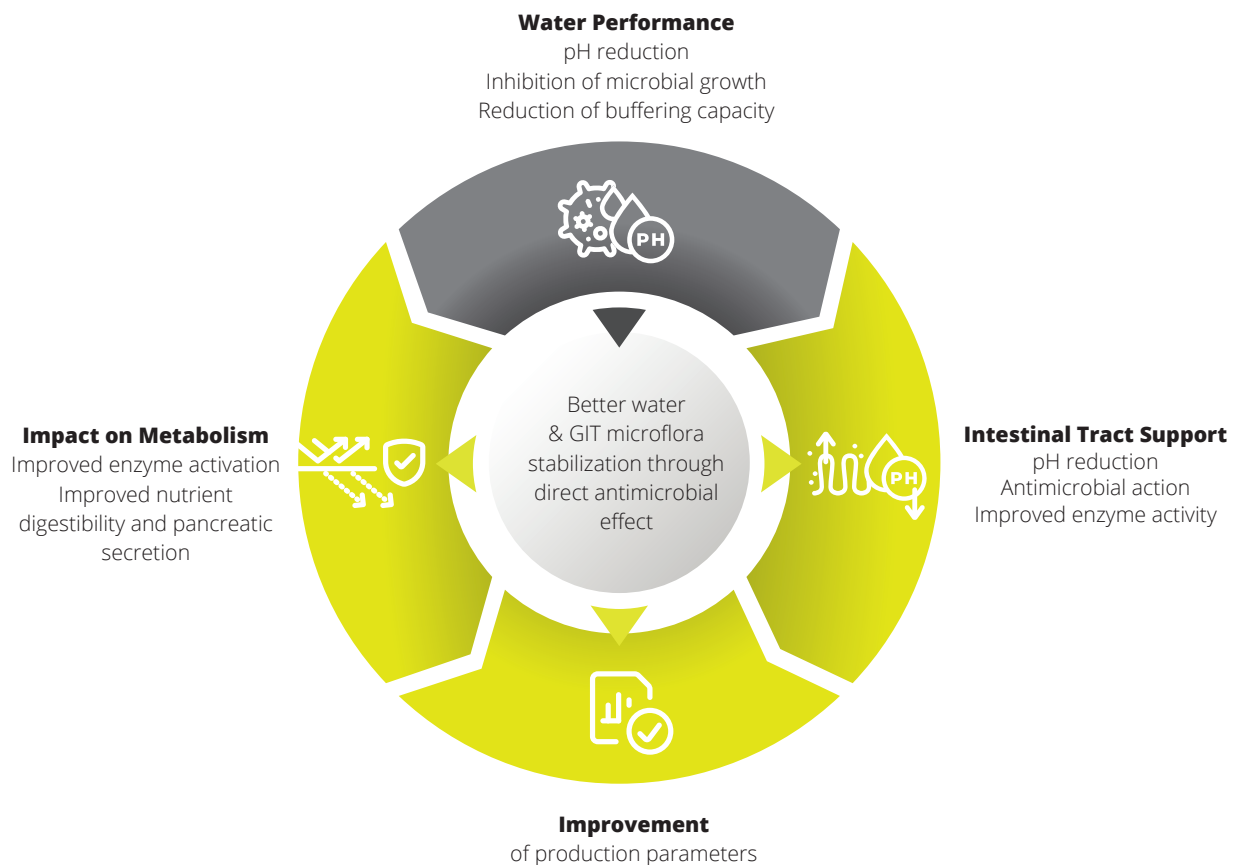 Water Performance
pH reduction
Inhibition of microbial growth
Reduction of buffering capacity
PH
Impact on Metabolism
Improved enzyme activation
Improved nutrient
digestibility and pancreatic
secretion
Better water
& GIT microflora
stabilization through
direct antimicrobial
effect
PH
Intestinal Tract Support
pH reduction
Antimicrobial action
Improved enzyme activity
Improvement
of production parameters